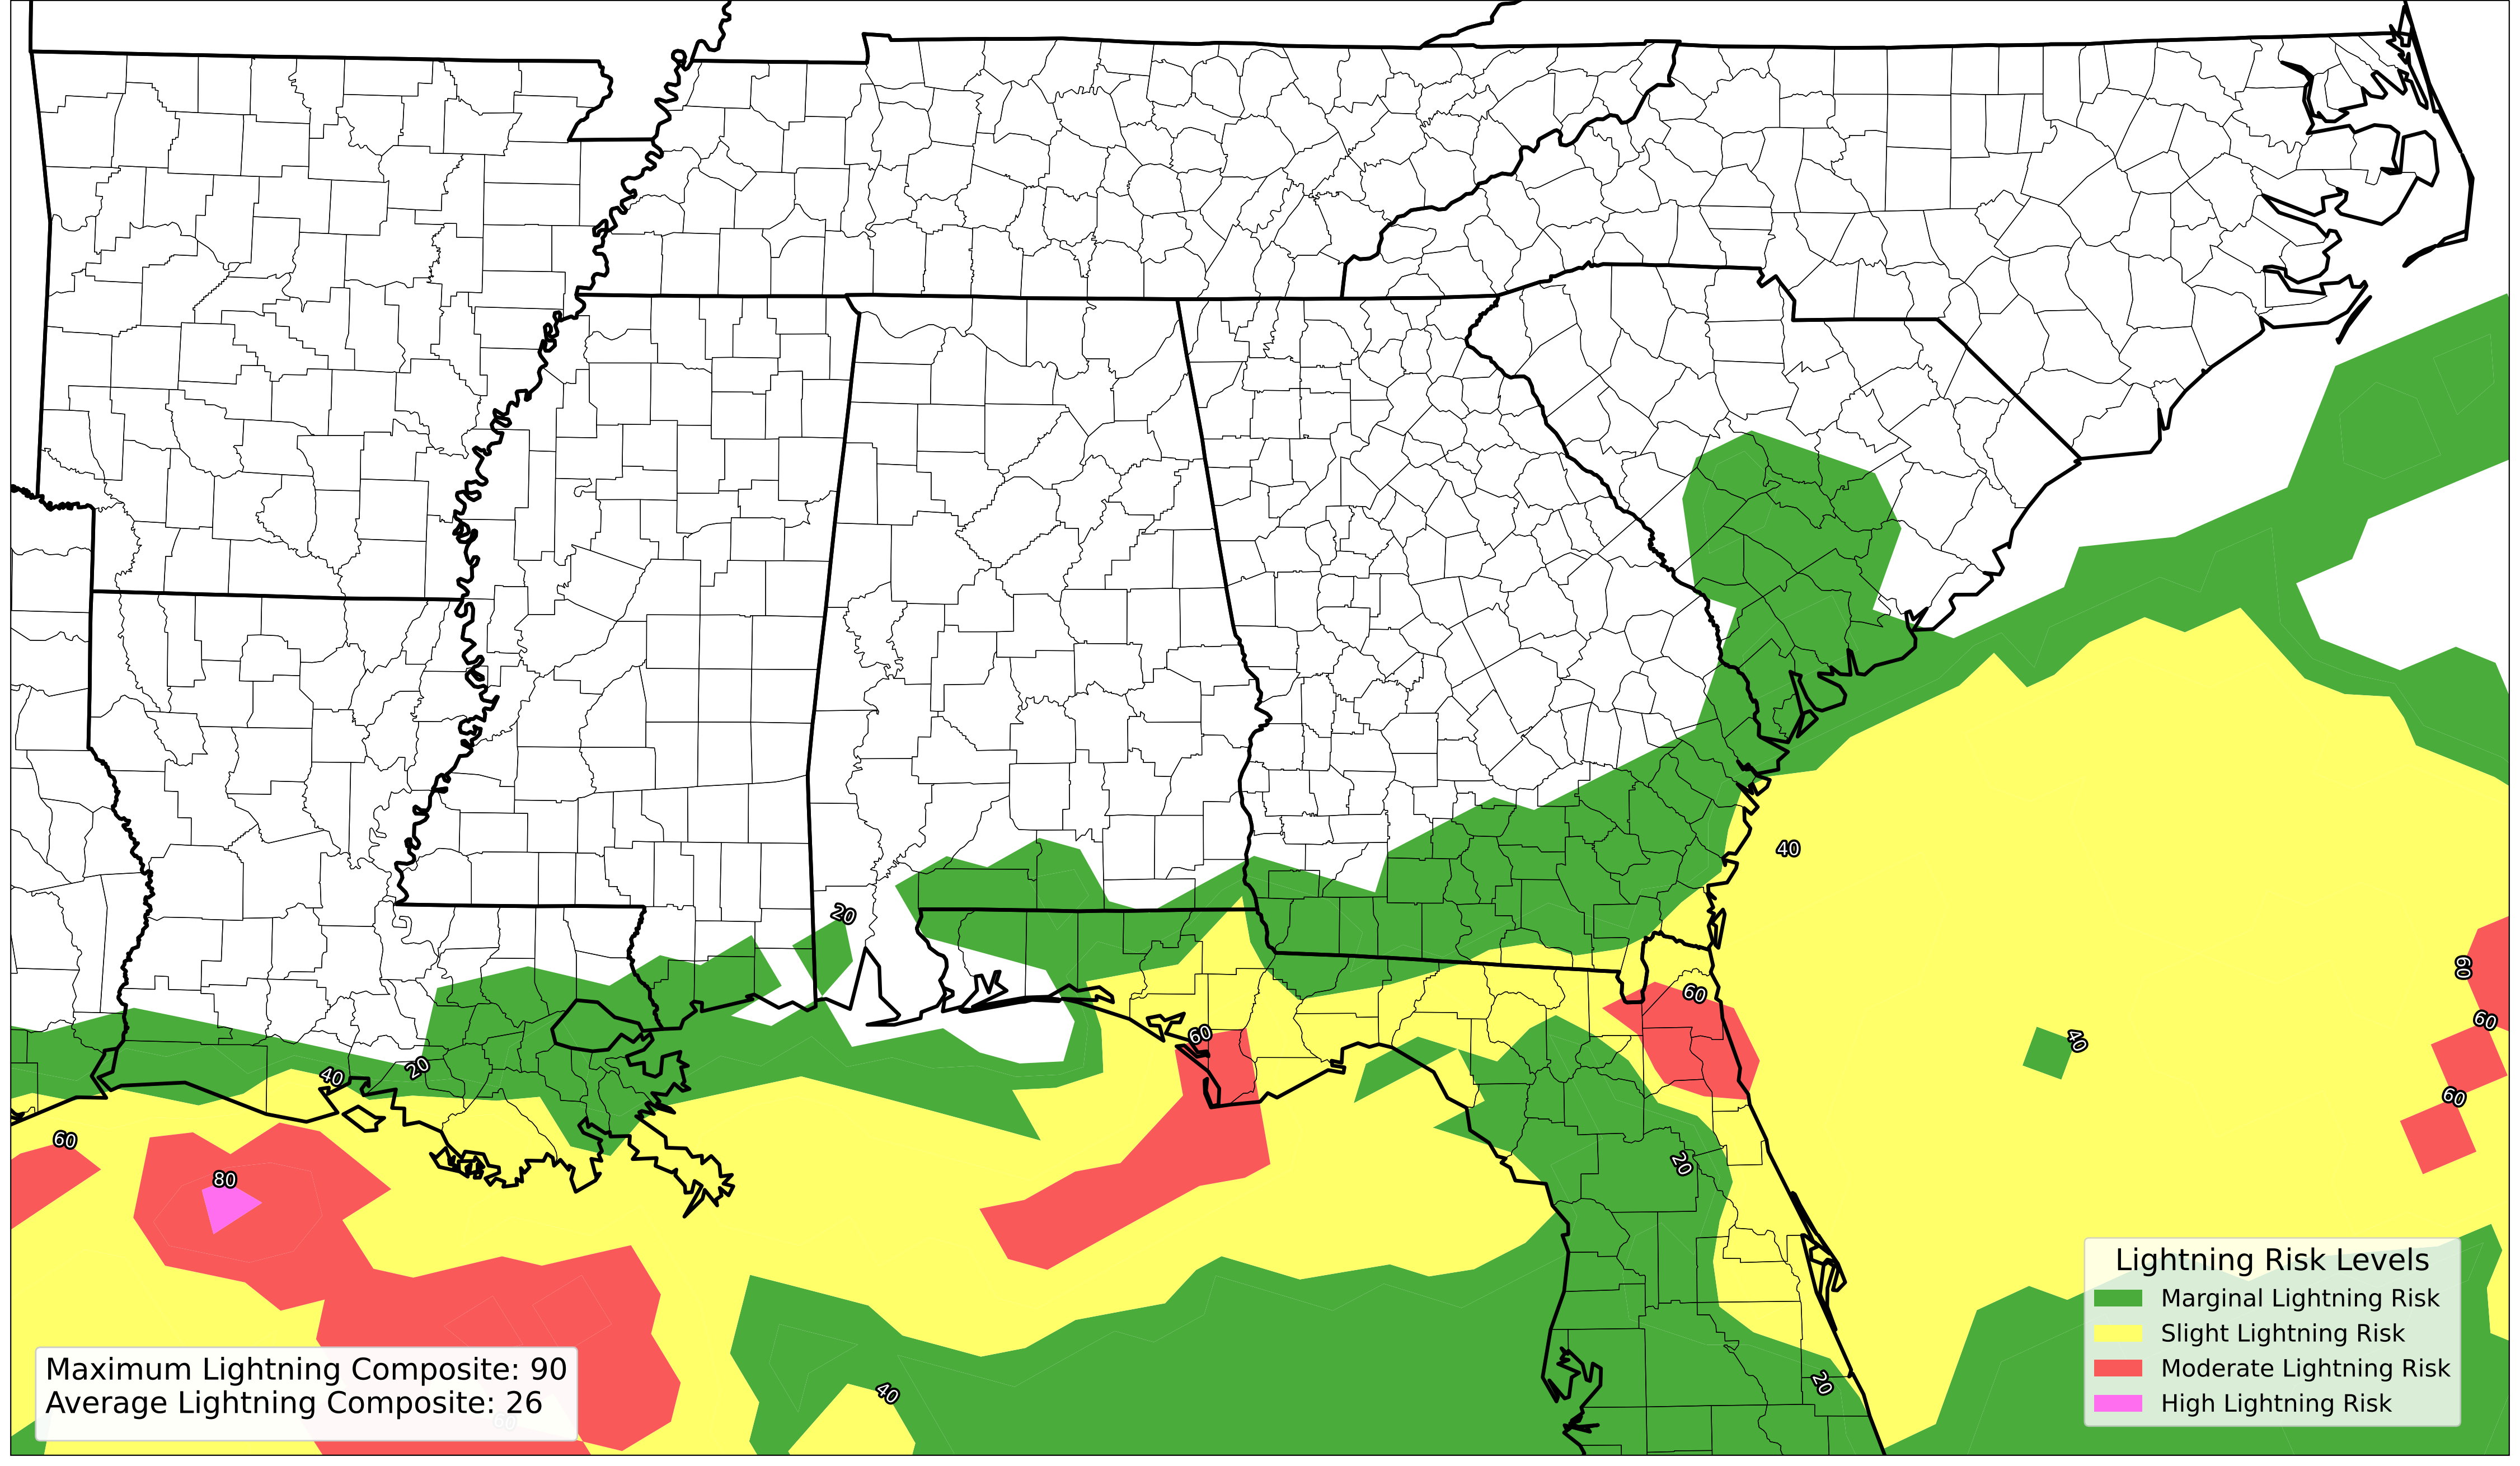 20
40
60
60
60
60
40
60
20
40
60
80
20
Lightning Risk Levels
Marginal Lightning Risk
Slight Lightning Risk
Moderate Lightning Risk
High Lightning Risk
Maximum Lightning Composite: 90
Average Lightning Composite: 26
40
20
60